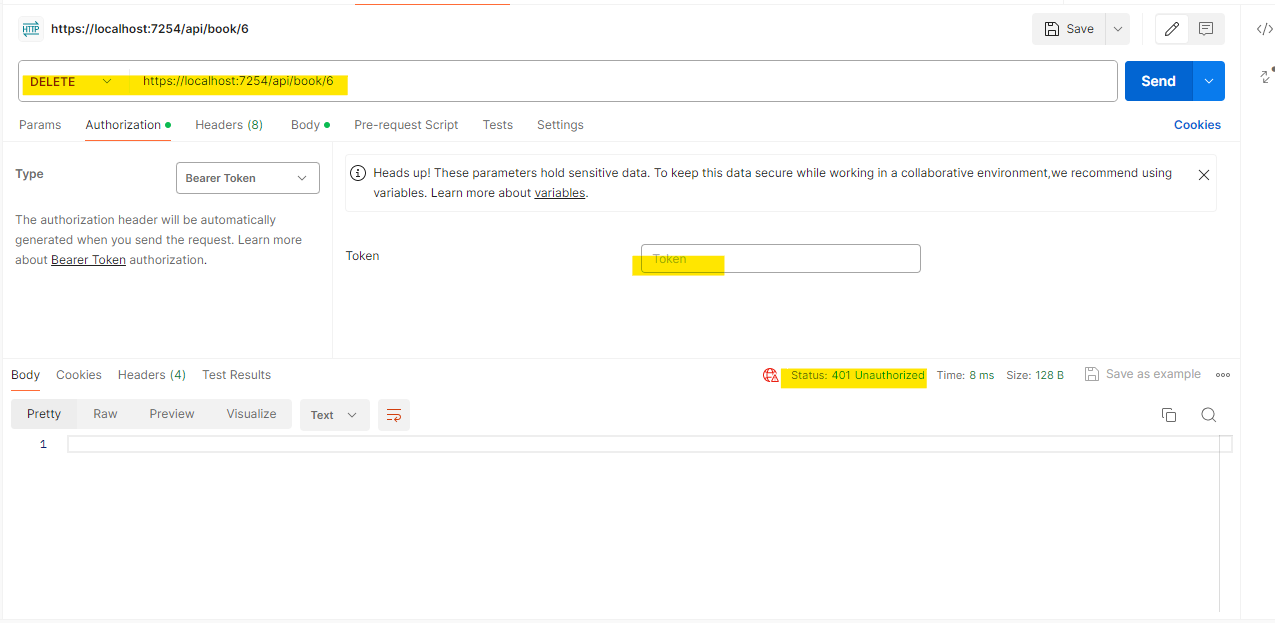 HTTP https://localhost:7254/api/book/6 Save </>
DELETE https://localhost:7254/api/book/6 Send
Params Authorization Headers (8) Body Pre-request Script Tests Settings Cookies
Type Bearer Token
The authorization header will be automatically
generated when you send the request. Learn more
about Bearer Token authorization.
Heads up! These parameters hold sensitive data. To keep this data secure while working in a collaborative environment,we recommend using
variables. Learn more about variables.
Token Token
Body Cookies Headers (4) Test Results Status: 401 Unauthorized Time: 8 ms Size: 128 B Save as example
Pretty Raw Preview Visualize Text
1